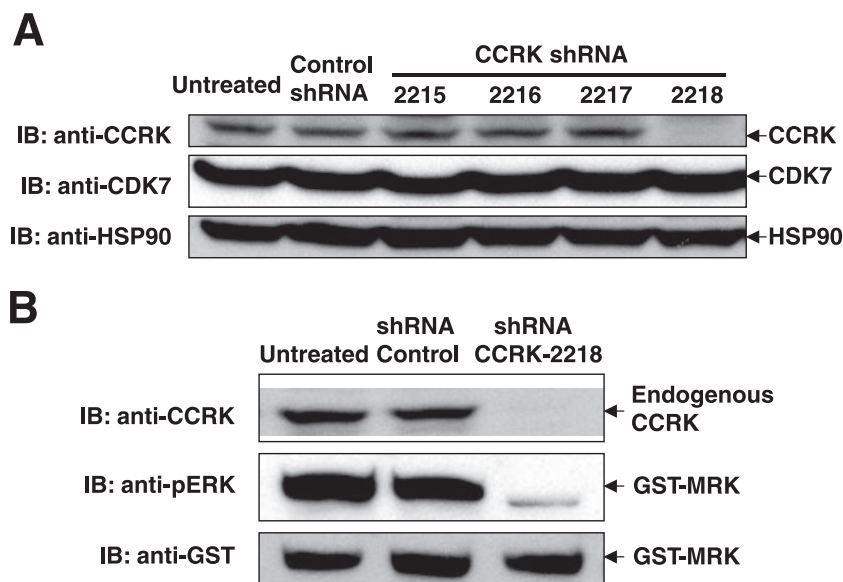 A
CCRK shRNA
Untreated
Control
shRNA
2215
2216
2217
2218
IB: anti-CCRK
CCRK
IB: anti-CDK7
CDK7
IB: anti-HSP90
HSP90
B
Untreated
shRNA
Control
shRNA
CCRK-2218
IB: anti-CCRK
Endogenous
CCRK
IB: anti-pERK
GST-MRK
IB: anti-GST
GST-MRK